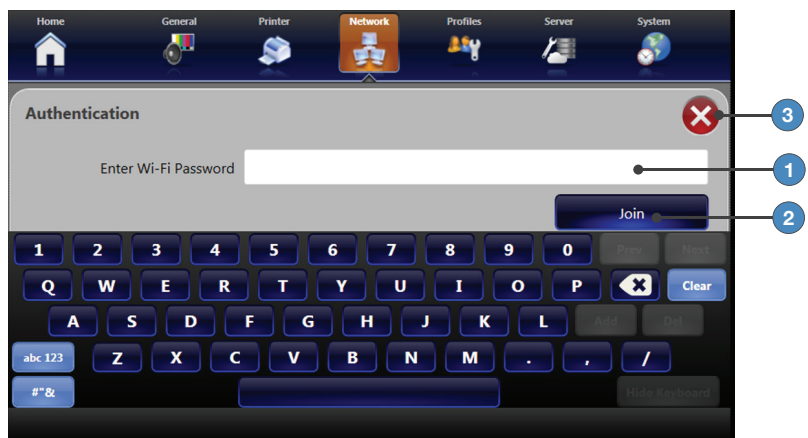 Home General Printer Network Profiles Server System
Authentication
3
Enter Wi-Fi Password
1
Join
2
1 2 3 4 5 6 7 8 9 0 Prev Next
Q W E R T Y U I O P Clear
A S D F G H J K L Add Del
abc 123 Z X C V B N M . , /
#"& Hide Keyboard